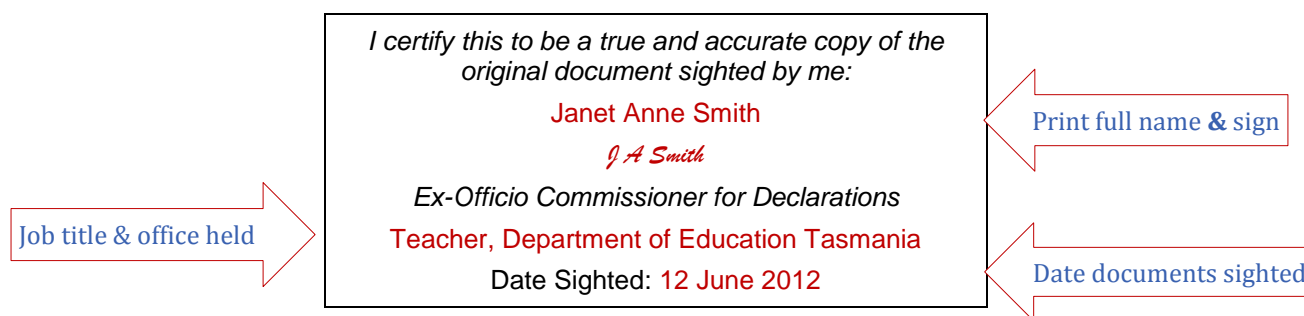 I certify this to be a true and accurate copy of the
original document sighted by me:
Janet Anne Smith
Print full name & sign
J A Smith
Ex-Officio Commissioner for Declarations
Job title & office held
Teacher, Department of Education Tasmania
Date Sighted: 12 June 2012
Date documents sighted